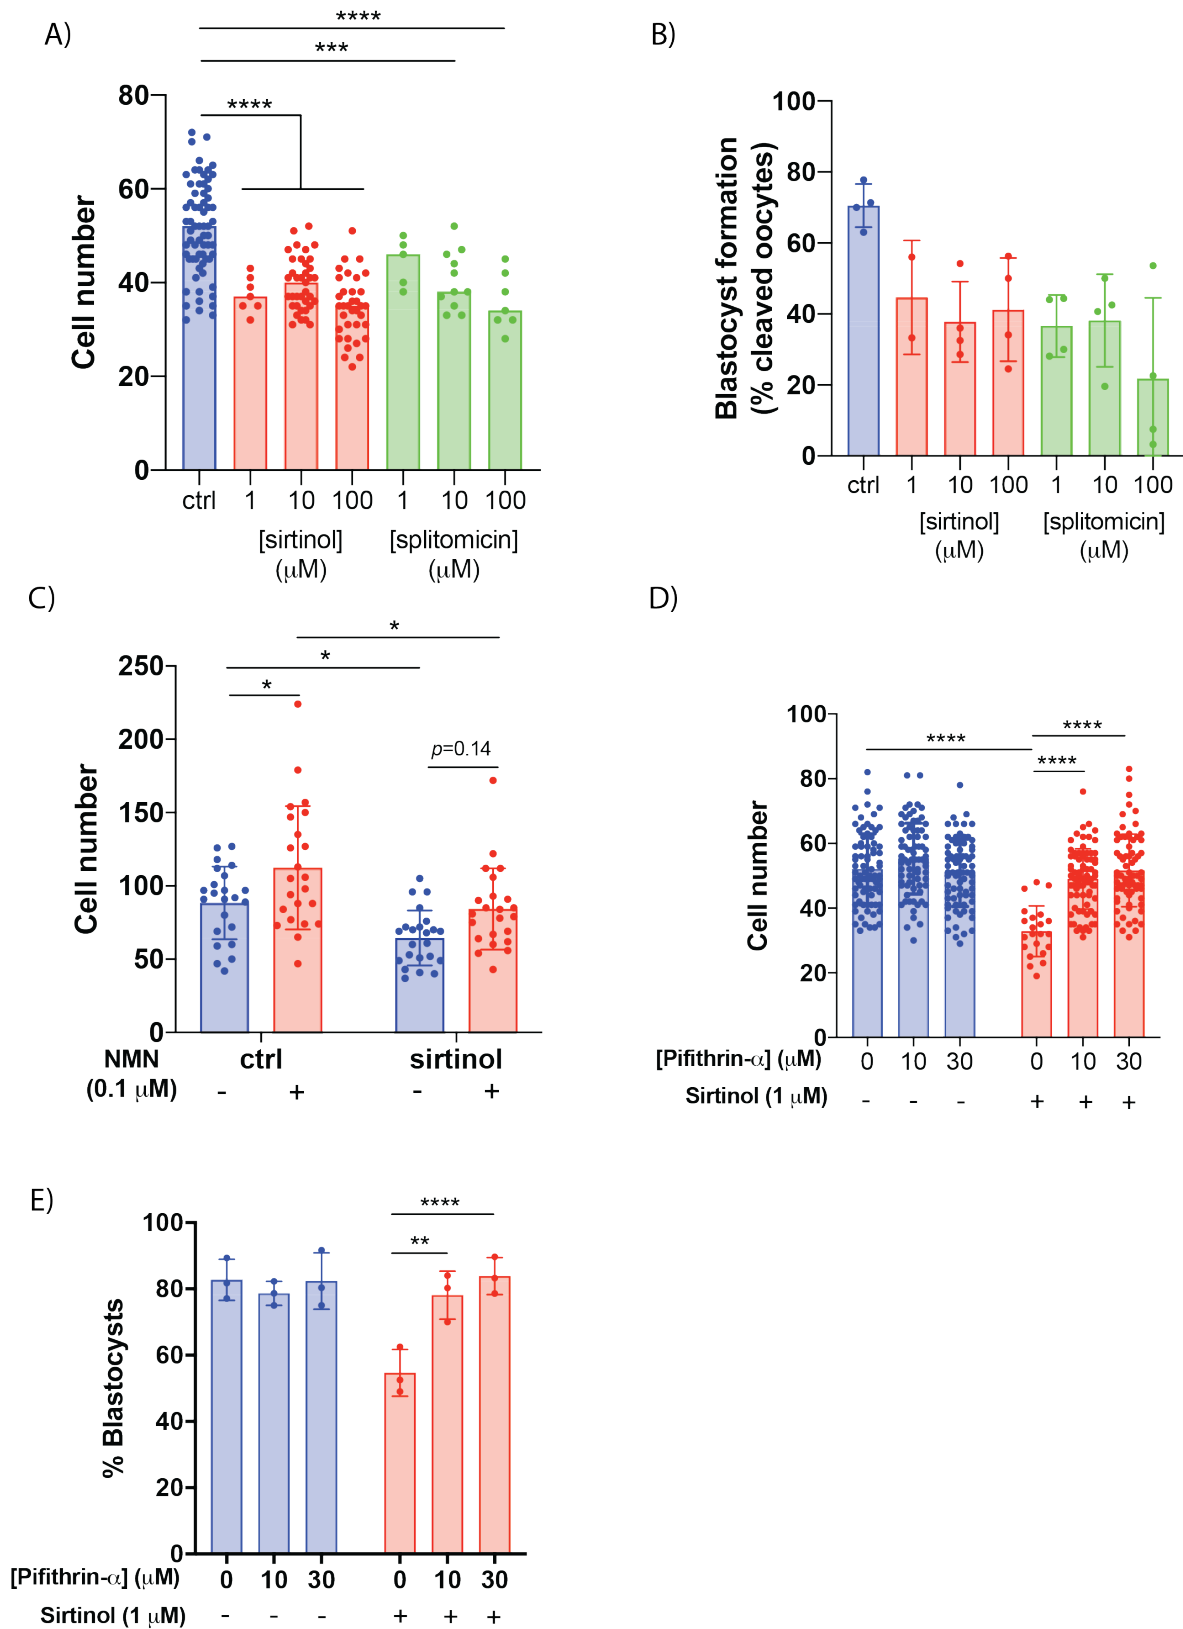 A)
****
***
****
80
60
40
20
0
Cell number
ctrl 1 10 100 1 10 100
[sirtinol] [splitomicin]
(μM) (μM)
B)
100
80
60
40
20
0
Blastocyst formation
(% cleaved oocytes)
ctrl 1 10 100 1 10 100
[sirtinol] [splitomicin]
(μM) (μM)
C)
*
*
*
p=0.14
250
200
150
100
50
0
Cell number
NMN ctrl sirtinol
(0.1 μM) - + - +
D)
****
****
****
100
80
60
40
20
0
Cell number
[Pifithrin-α] (μM) 0 10 30 0 10 30
Sirtinol (1 μM) - - - + + +
E)
****
**
100
80
60
40
20
0
% Blastocysts
[Pifithrin-α] (μM) 0 10 30 0 10 30
Sirtinol (1 μM) - - - + + +